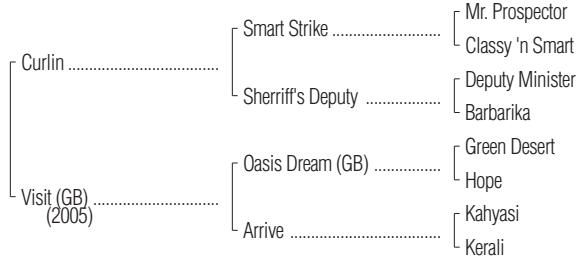 Mr. Prospector
Smart Strike ........................
Classy 'n Smart
Curlin ..........................................
Deputy Minister
Sherriff's Deputy .................
Barbarika
Green Desert
Oasis Dream (GB) ...............
Hope
Visit (GB) ...................................
(2005)
Kahyasi
Arrive ...................................
Kerali